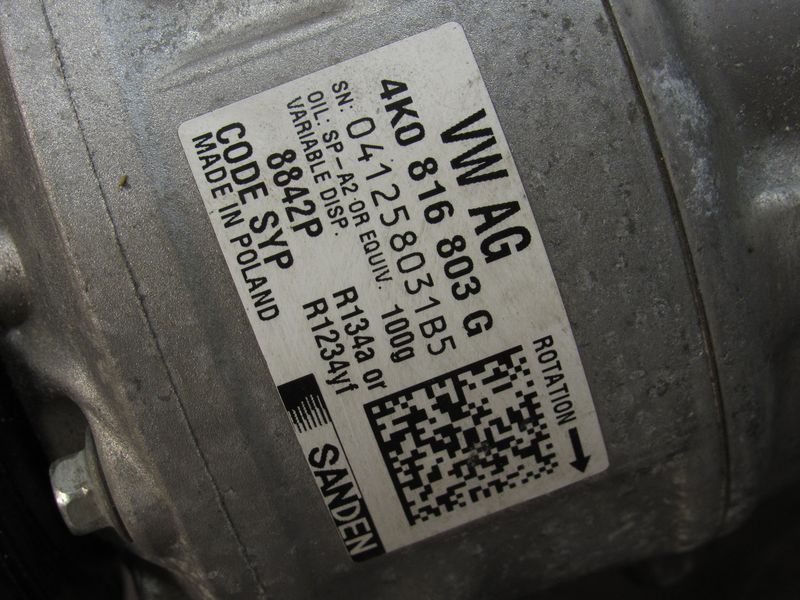 VW AG
4K0 816 803 G
SN: 041258031B5
OIL: SP-A2 OR EQUIV. 100g
VARIABLE DISP.
R134a or
R1234yf
8842P
CODE SYP
MADE IN POLAND
ROTATION
SANDEN